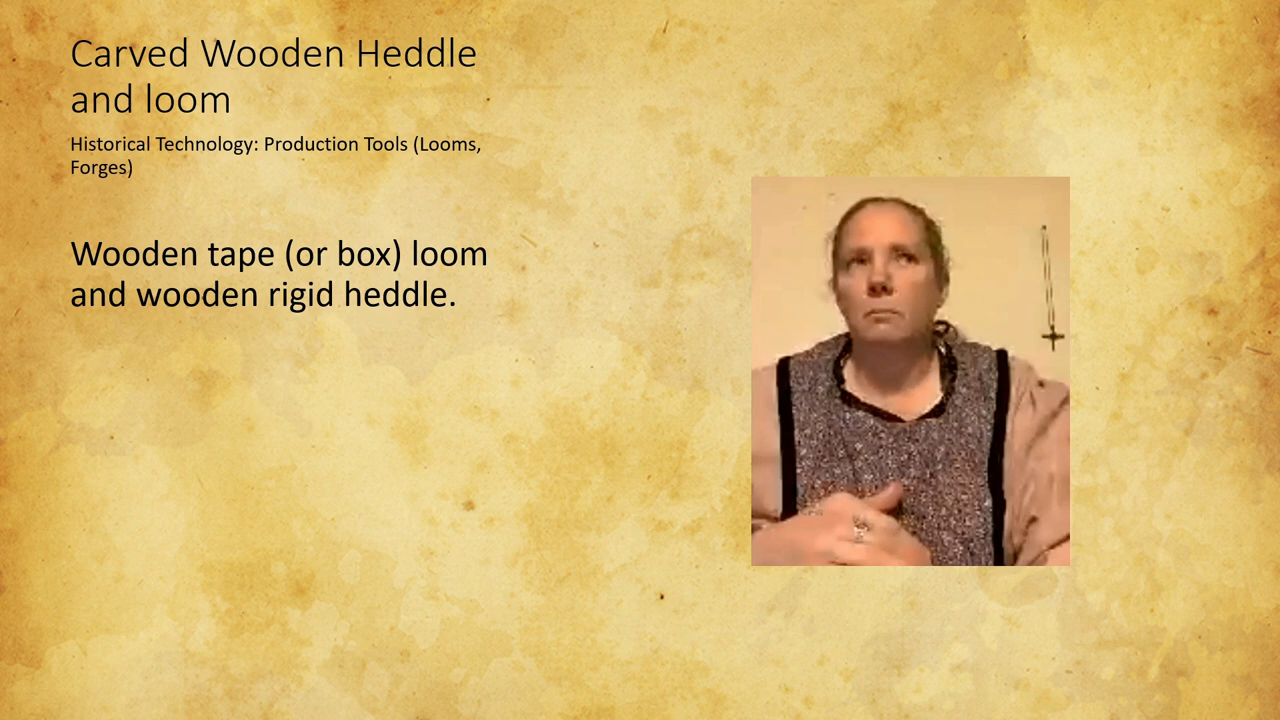 Carved Wooden Heddle
and loom
Historical Technology: Production Tools (Looms,
Forges)
Wooden tape (or box) loom
and wooden rigid heddle.